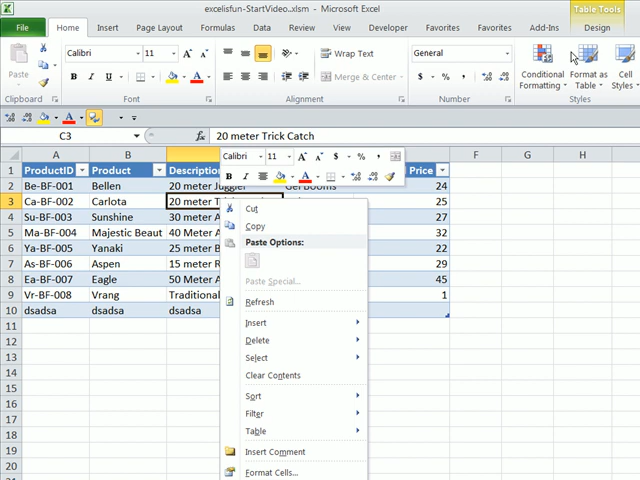 excelisfun-StartVideo...xlsm - Microsoft Excel
Table Tools
File Home Insert Page Layout Formulas Data Review View Developer Add-Ins Design
Calibri 11 Wrap Text General
Paste Merge & Center Conditional Formatting Format as Table Cell Styles
Clipboard Font Alignment Number Styles
C3 fx 20 meter Trick Catch
Calibri 11
A B E F G H
1 ProductID Product Description Price
2 Be-BF-001 Bellen 20 meter Juggler Gel Booms 24
3 Ca-BF-002 Carlota 20 meter 25
4 Su-BF-003 Sunshine 30 meter 27
5 Ma-BF-004 Majestic Beaut 40 Meter 32
6 Ya-BF-005 Yanaki 25 meter 22
7 As-BF-006 Aspen 15 meter 29
8 Ea-BF-007 Eagle 50 Meter 45
9 Vr-BF-008 Vrang Traditional 1
10 dsadsa dsadsa dsadsa
11
12
13
14
15
16
17
18
19
20
21
Cut
Copy
Paste Options:
Paste Special...
Refresh
Insert
Delete
Select
Clear Contents
Sort
Filter
Table
Insert Comment
Format Cells...